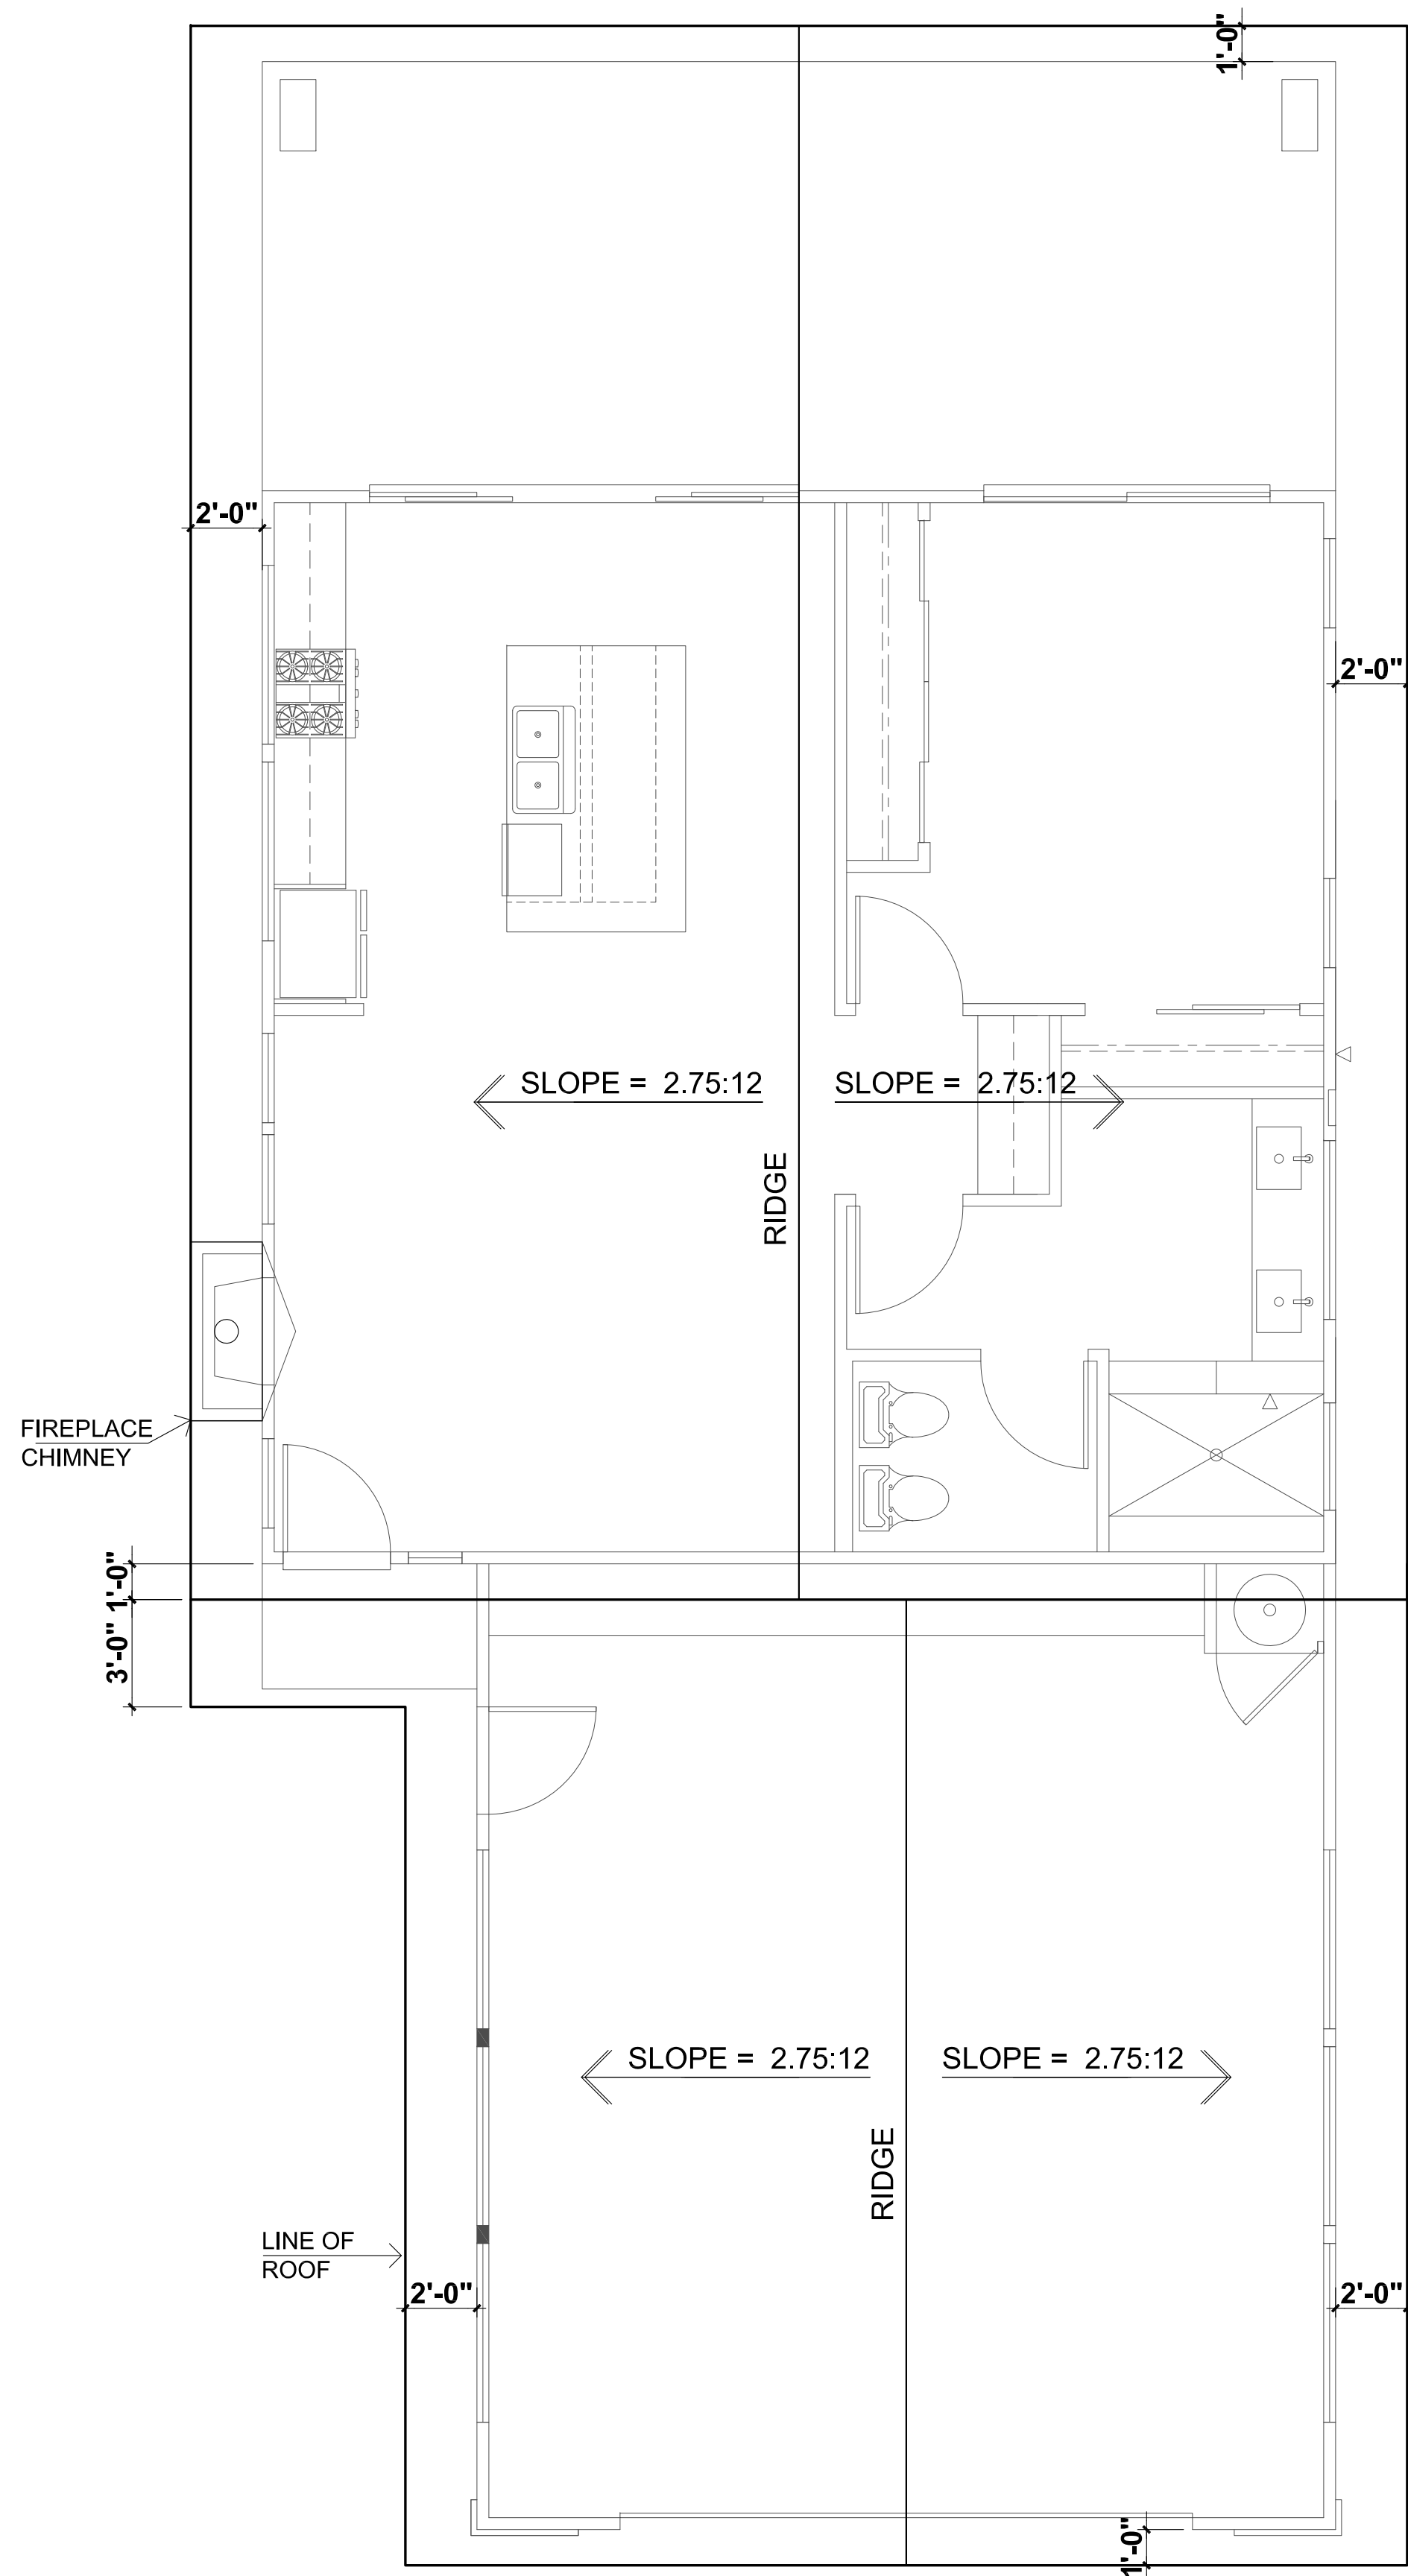 1'-0"
2'-0"
2'-0"
SLOPE = 2.75:12
SLOPE = 2.75:12
RIDGE
FIREPLACE
CHIMNEY
1'-0"
3'-0"
SLOPE = 2.75:12
SLOPE = 2.75:12
RIDGE
LINE OF
ROOF
2'-0"
2'-0"
1'-0"